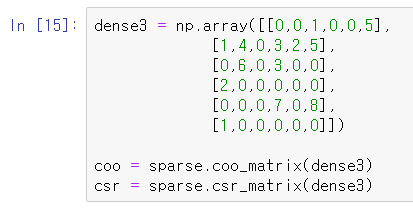 In [15]: dense3 = np.array([[0,0,1,0,0,5],
[1,4,0,3,2,5],
[0,6,0,3,0,0],
[2,0,0,0,0,0],
[0,0,0,7,0,8],
[1,0,0,0,0,0]])
coo = sparse.coo_matrix(dense3)
csr = sparse.csr_matrix(dense3)